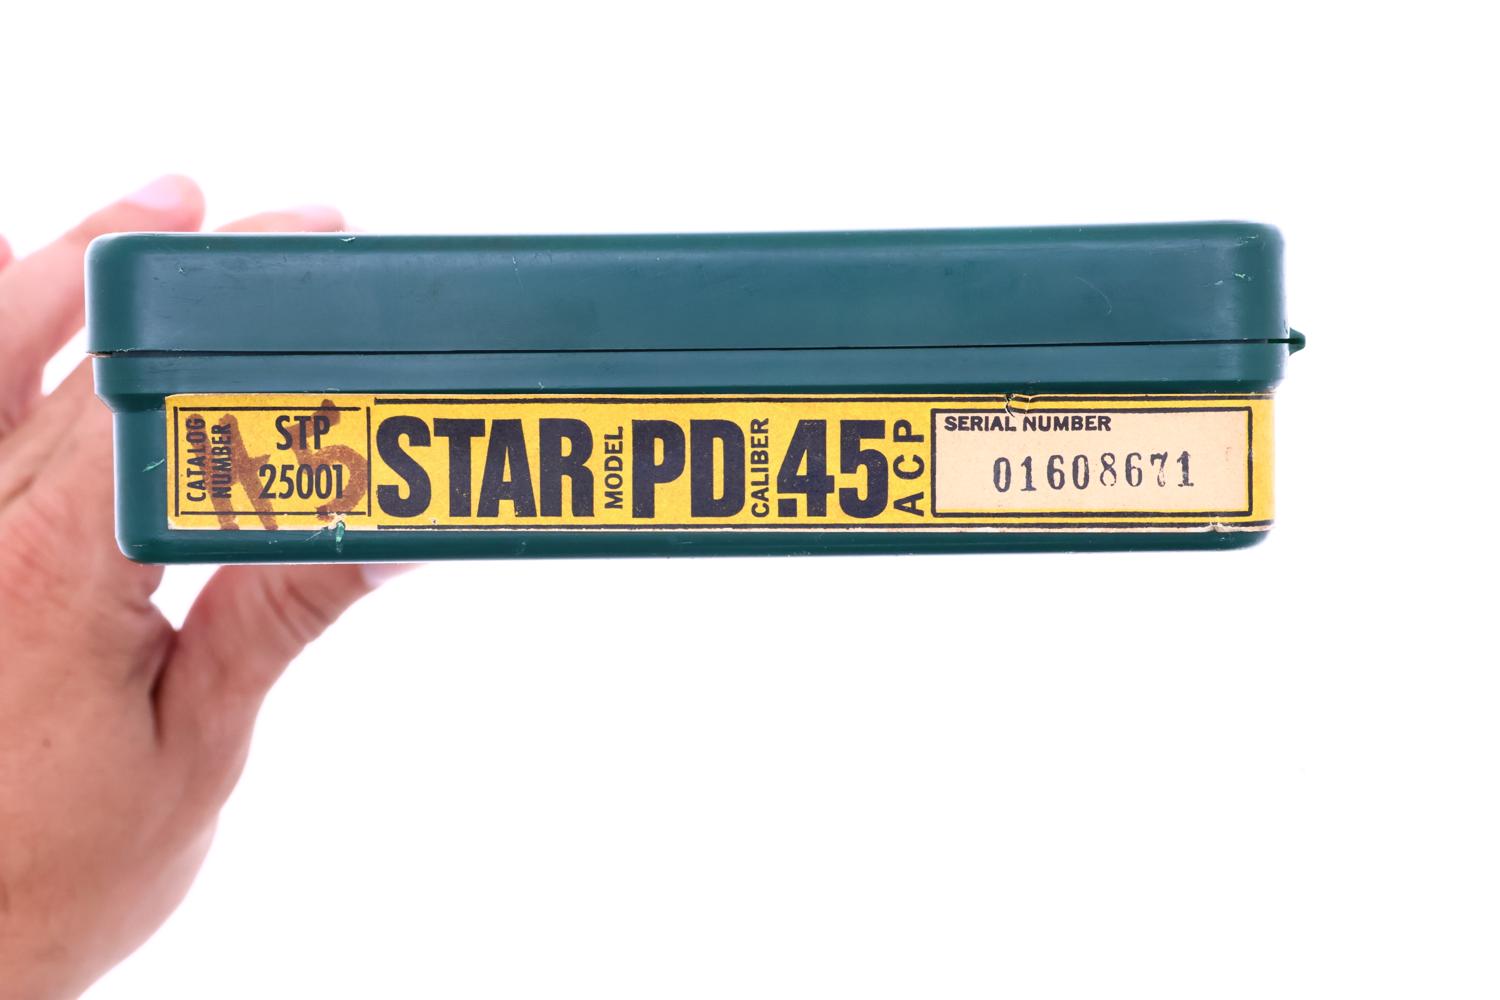 CATALOG
NUMBER
STP
25001
STAR MODEL PD CALIBER .45 ACP
SERIAL NUMBER
01608671